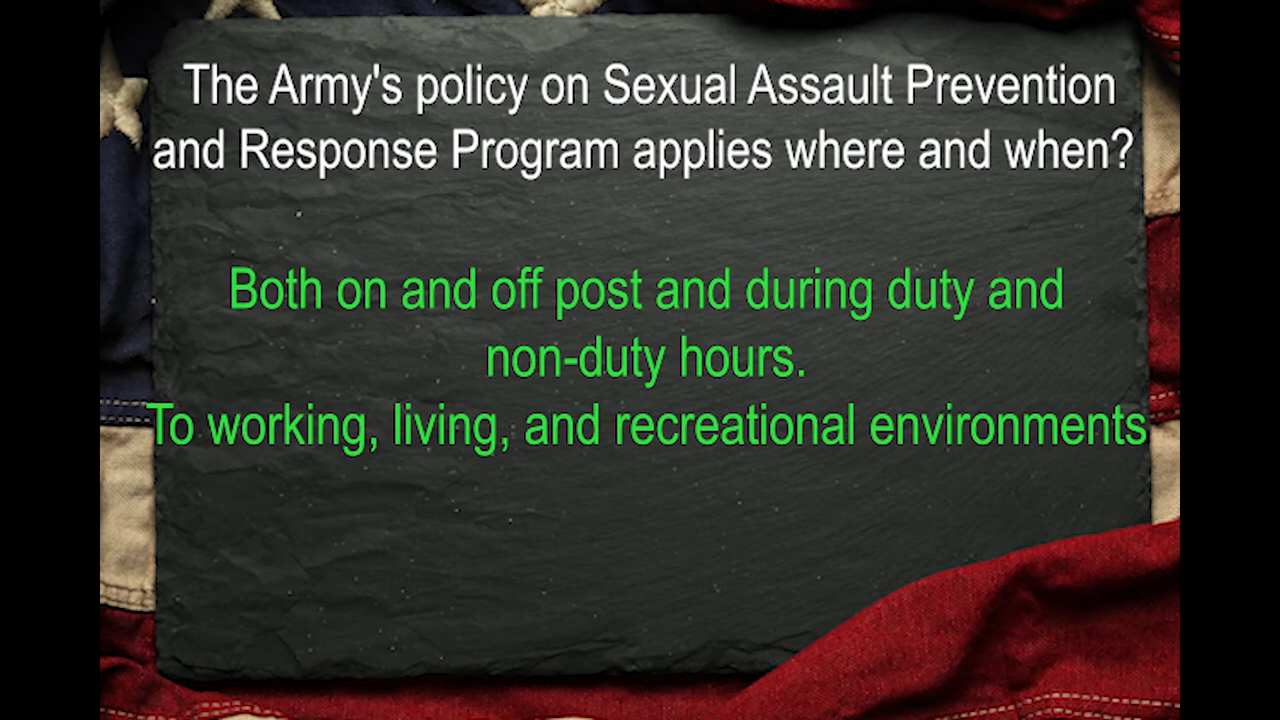 The Army's policy on Sexual Assault Prevention
and Response Program applies where and when?
Both on and off post and during duty and
non-duty hours.
To working, living, and recreational environments